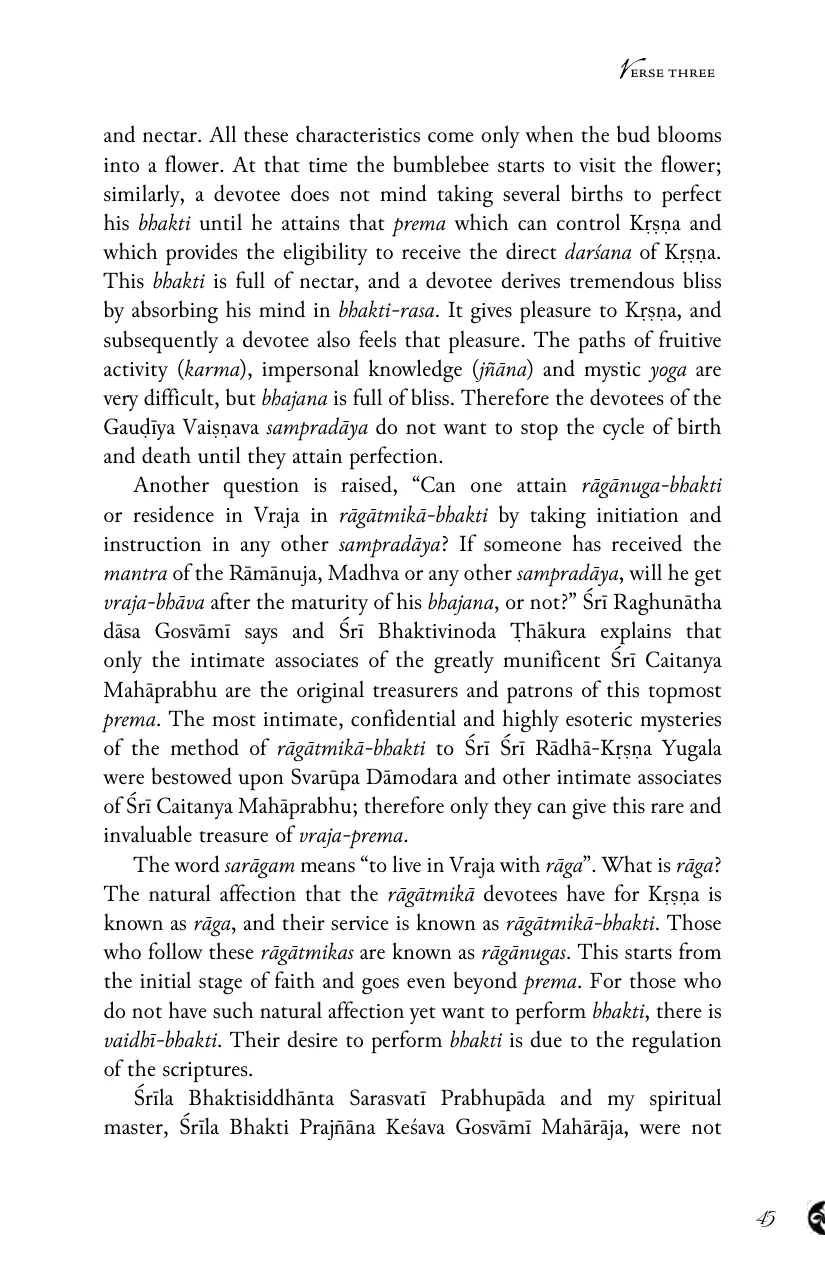 VERSE THREE
and nectar. All these characteristics come only when the bud blooms
into a flower. At that time the bumblebee starts to visit the flower;
similarly, a devotee does not mind taking several births to perfect
his bhakti until he attains that prema which can control Kṛṣṇa and
which provides the eligibility to receive the direct darśana of Kṛṣṇa.
This bhakti is full of nectar, and a devotee derives tremendous bliss
by absorbing his mind in bhakti-rasa. It gives pleasure to Kṛṣṇa, and
subsequently a devotee also feels that pleasure. The paths of fruitive
activity (karma), impersonal knowledge (jñāna) and mystic yoga are
very difficult, but bhajana is full of bliss. Therefore the devotees of the
Gauḍīya Vaiṣṇava sampradāya do not want to stop the cycle of birth
and death until they attain perfection.
Another question is raised, “Can one attain rāgānuga-bhakti
or residence in Vraja in rāgātmikā-bhakti by taking initiation and
instruction in any other sampradāya? If someone has received the
mantra of the Rāmānuja, Madhva or any other sampradāya, will he get
vraja-bhāva after the maturity of his bhajana, or not?” Śrī Raghunātha
dāsa Gosvāmī says and Śrī Bhaktivinoda Ṭhākura explains that
only the intimate associates of the greatly munificent Śrī Caitanya
Mahāprabhu are the original treasurers and patrons of this topmost
prema. The most intimate, confidential and highly esoteric mysteries
of the method of rāgātmikā-bhakti to Śrī Śrī Rādhā-Kṛṣṇa Yugala
were bestowed upon Svarūpa Dāmodara and other intimate associates
of Śrī Caitanya Mahāprabhu; therefore only they can give this rare and
invaluable treasure of vraja-prema.
The word sarāgam means “to live in Vraja with rāga”. What is rāga?
The natural affection that the rāgātmikā devotees have for Kṛṣṇa is
known as rāga, and their service is known as rāgātmikā-bhakti. Those
who follow these rāgātmikas are known as rāgānugas. This starts from
the initial stage of faith and goes even beyond prema. For those who
do not have such natural affection yet want to perform bhakti, there is
vaidhī-bhakti. Their desire to perform bhakti is due to the regulation
of the scriptures.
Śrīla Bhaktisiddhānta Sarasvatī Prabhupāda and my spiritual
master, Śrīla Bhakti Prajñāna Keśava Gosvāmī Mahārāja, were not
45